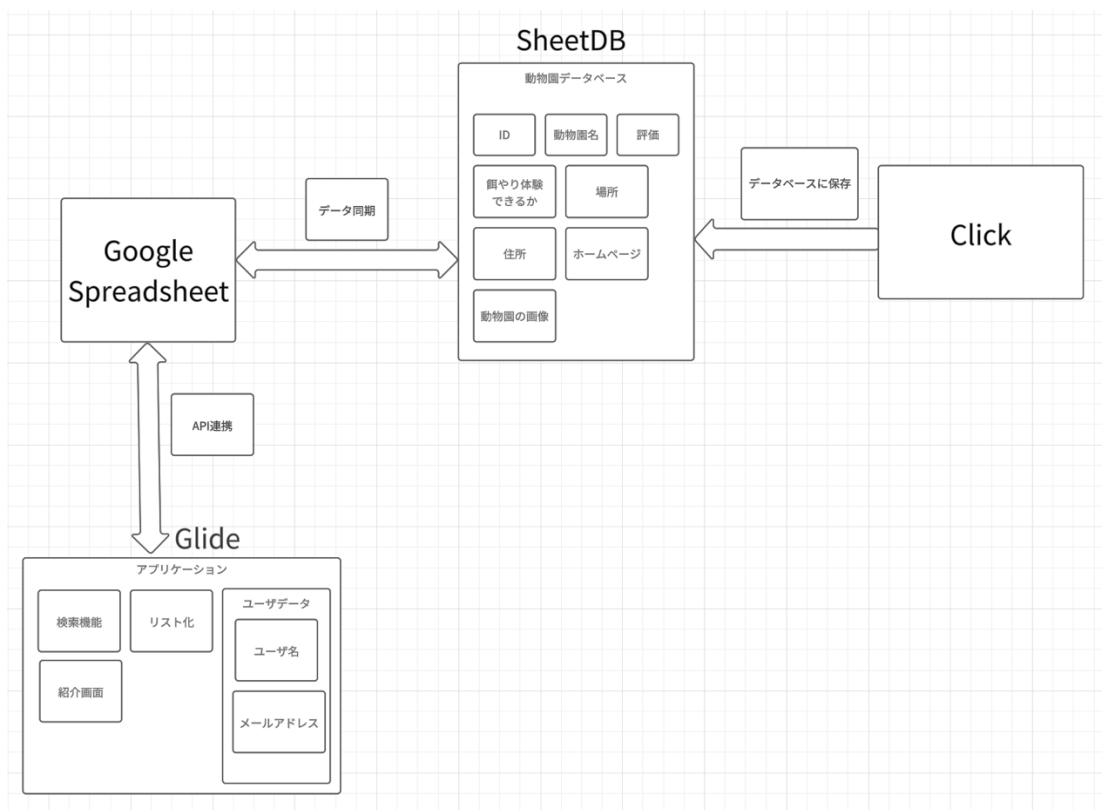 SheetDB
動物園データベース
ID
動物園名
評価
餌やり体験
できるか
場所
住所
ホームページ
動物園の画像
データベースに保存
Click
データ同期
Google
Spreadsheet
API連携
Glide
アプリケーション
検索機能
リスト化
紹介画面
ユーザデータ
ユーザ名
メールアドレス